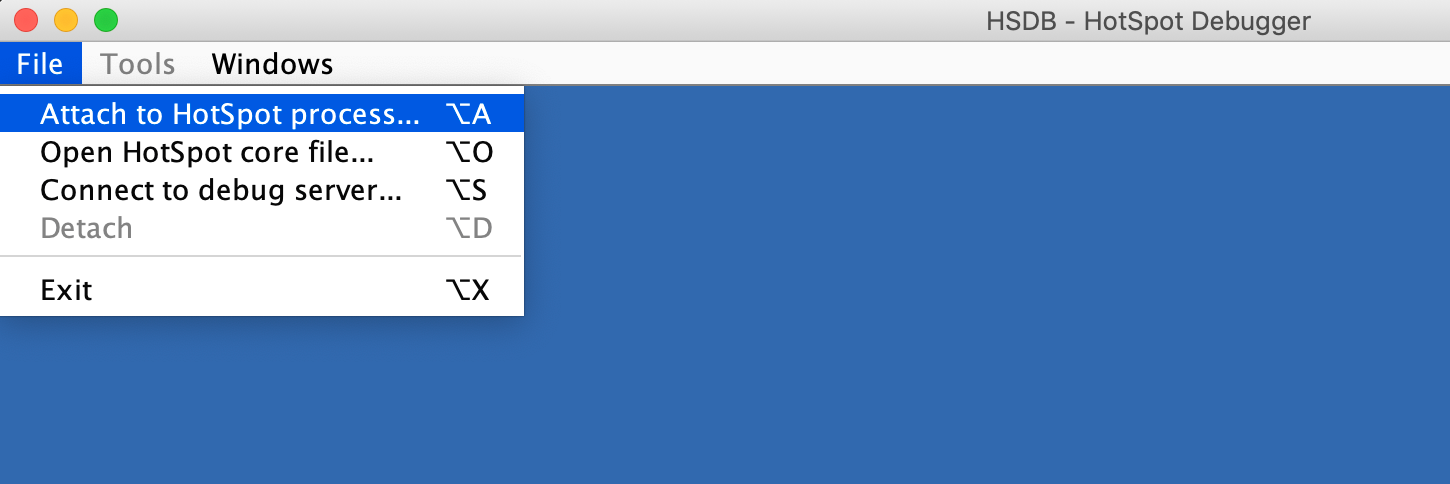 HSDB - HotSpot Debugger
File Tools Windows
Attach to HotSpot process... ⌥A
Open HotSpot core file... ⌥O
Connect to debug server... ⌥S
Detach ⌥D
Exit ⌥X